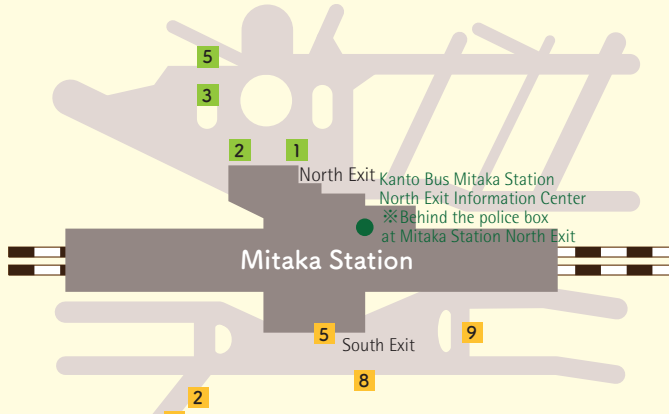 5
3
2
1
North Exit
Kanto Bus Mitaka Station
North Exit Information Center
※Behind the police box
at Mitaka Station North Exit
Mitaka Station
5
South Exit
9
8
2